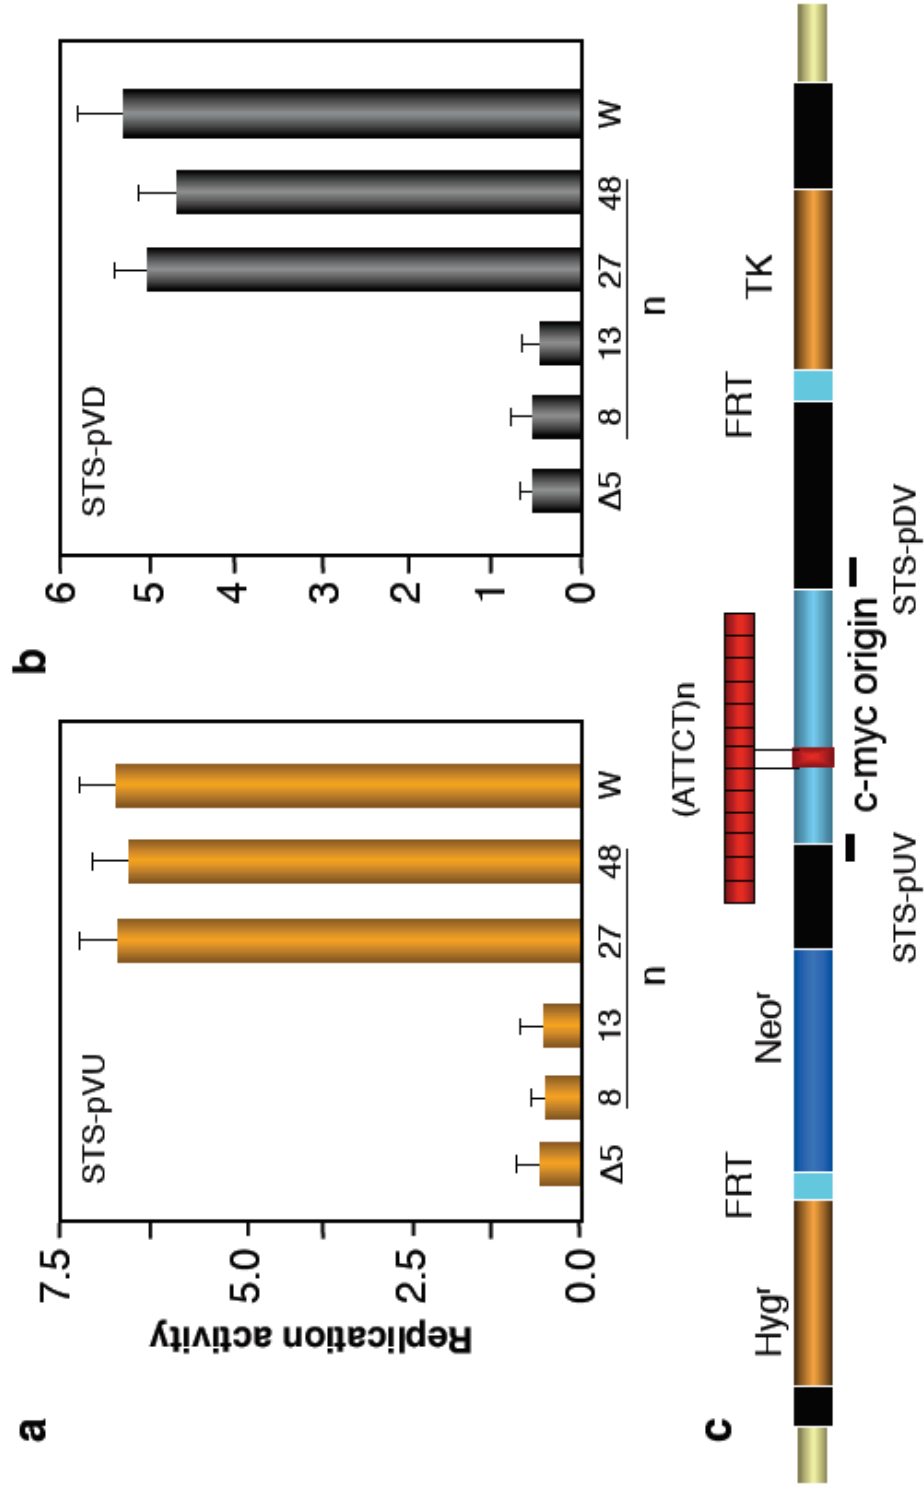 a
STS-pVU
Replication activity
7.5
5.0
2.5
0.0
Δ5 8 13 27 48 W
n
b
STS-pVD
6
5
4
3
2
1
0
Δ5 8 13 27 48 W
n
c
(ATTCT)n
Hygʳ FRT Neoʳ FRT TK
c-myc origin
STS-pUV STS-pDV